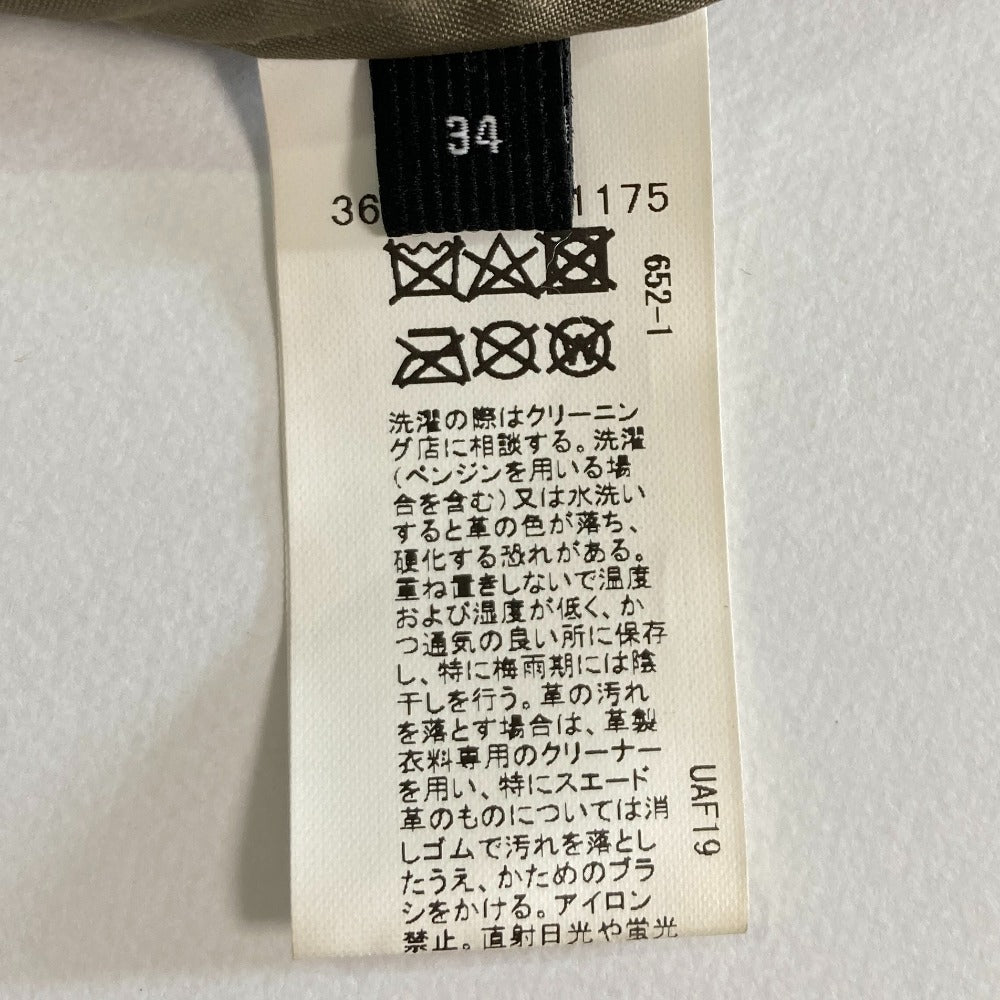 34
36 1175
652-1
W
洗濯の際はクリーニン
グ店に相談する。洗濯
(ベンジンを用いる場
合を含む)又は水洗い
すると革の色が落ち、
硬化する恐れがある。
重ね置きしないで温度
および湿度が低く、か
つ通気の良い所に保存
し、特に梅雨期には陰
干しを行う。革の汚れ
を落とす場合は、革製
衣料専用のクリーナー
を用い、特にスエード
革のものについては消
しゴムで汚れを落とし
たうえ、かためのブラ
シをかける。アイロン
禁止。直射日光や蛍光
UAF19